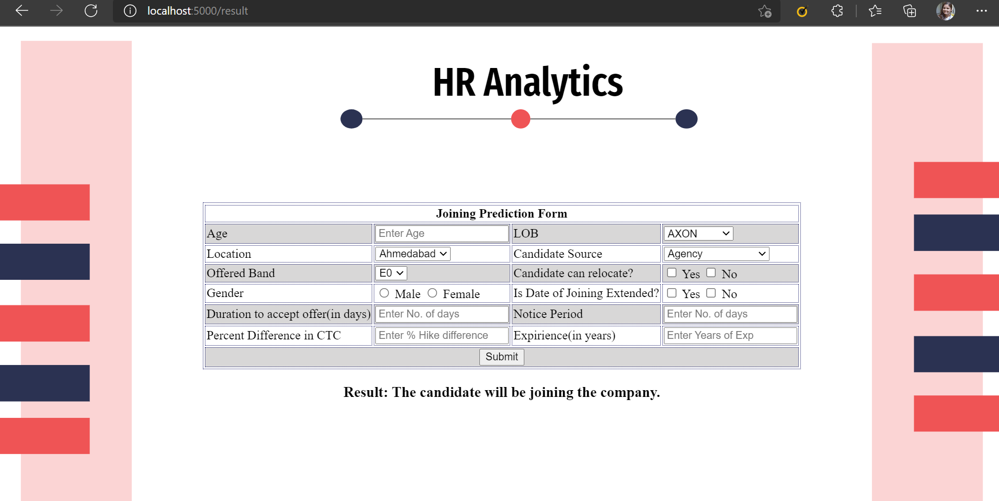 localhost:5000/result
HR Analytics
Joining Prediction Form
Age Enter Age LOB AXON
Location Ahmedabad Candidate Source Agency
Offered Band E0 Candidate can relocate? Yes No
Gender Male Female Is Date of Joining Extended? Yes No
Duration to accept offer(in days) Enter No. of days Notice Period Enter No. of days
Percent Difference in CTC Enter % Hike difference Expirience(in years) Enter Years of Exp
Submit
Result: The candidate will be joining the company.